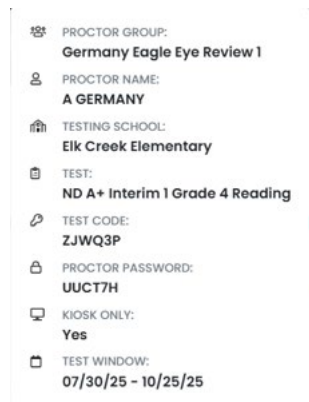 PROCTOR GROUP:
Germany Eagle Eye Review 1
PROCTOR NAME:
A GERMANY
TESTING SCHOOL:
Elk Creek Elementary
TEST:
ND A+ Interim 1 Grade 4 Reading
TEST CODE:
ZJWQ3P
PROCTOR PASSWORD:
UUCT7H
KIOSK ONLY:
Yes
TEST WINDOW:
07/30/25 - 10/25/25